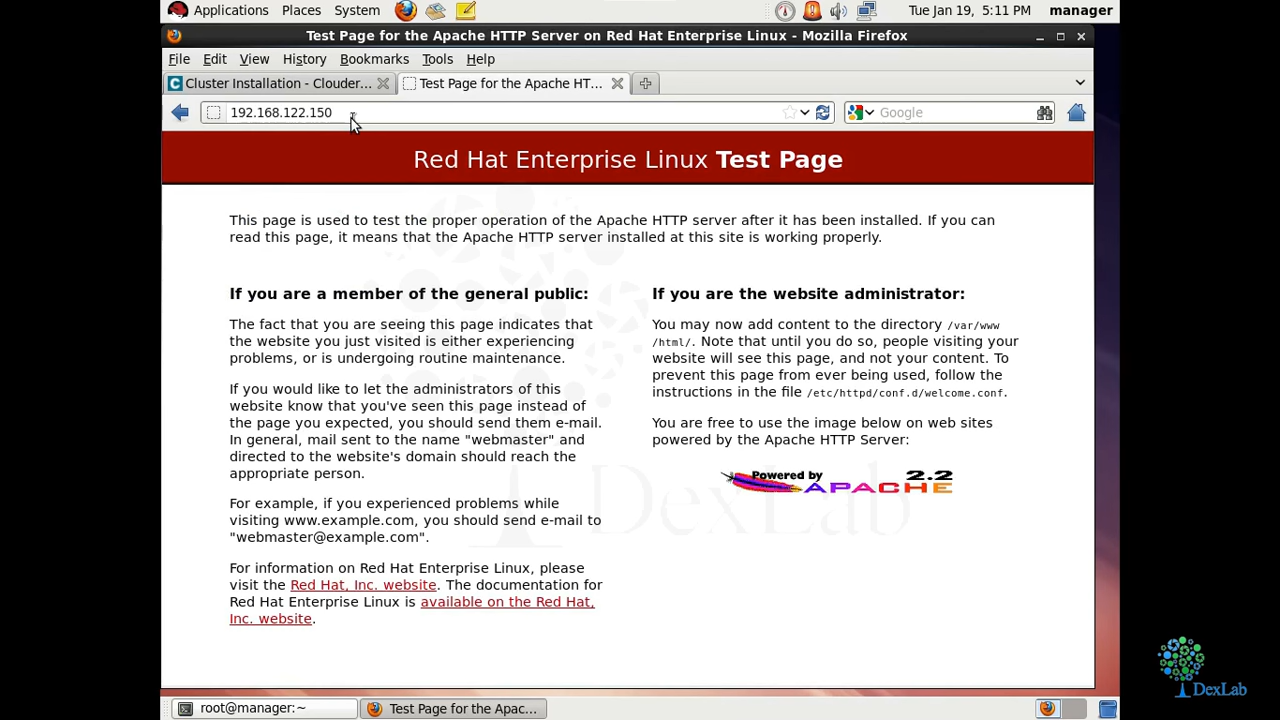 Applications Places System
Tue Jan 19, 5:11 PM manager
Test Page for the Apache HTTP Server on Red Hat Enterprise Linux - Mozilla Firefox
File Edit View History Bookmarks Tools Help
Cluster Installation - Clouder... Test Page for the Apache HT...
192.168.122.150 Google
Red Hat Enterprise Linux Test Page
This page is used to test the proper operation of the Apache HTTP server after it has been installed. If you can
read this page, it means that the Apache HTTP server installed at this site is working properly.
If you are a member of the general public:
The fact that you are seeing this page indicates that
the website you just visited is either experiencing
problems, or is undergoing routine maintenance.
If you would like to let the administrators of this
website know that you've seen this page instead of
the page you expected, you should send them e-mail.
In general, mail sent to the name "webmaster" and
directed to the website's domain should reach the
appropriate person.
For example, if you experienced problems while
visiting www.example.com, you should send e-mail to
"webmaster@example.com".
For information on Red Hat Enterprise Linux, please
visit the Red Hat, Inc. website. The documentation for
Red Hat Enterprise Linux is available on the Red Hat,
Inc. website.
If you are the website administrator:
You may now add content to the directory /var/www
/html/. Note that until you do so, people visiting your
website will see this page, and not your content. To
prevent this page from ever being used, follow the
instructions in the file /etc/httpd/conf.d/welcome.conf.
You are free to use the image below on web sites
powered by the Apache HTTP Server:
Powered by 2.2
APACHE
DexLab
root@manager:~ Test Page for the Apac...
DexLab